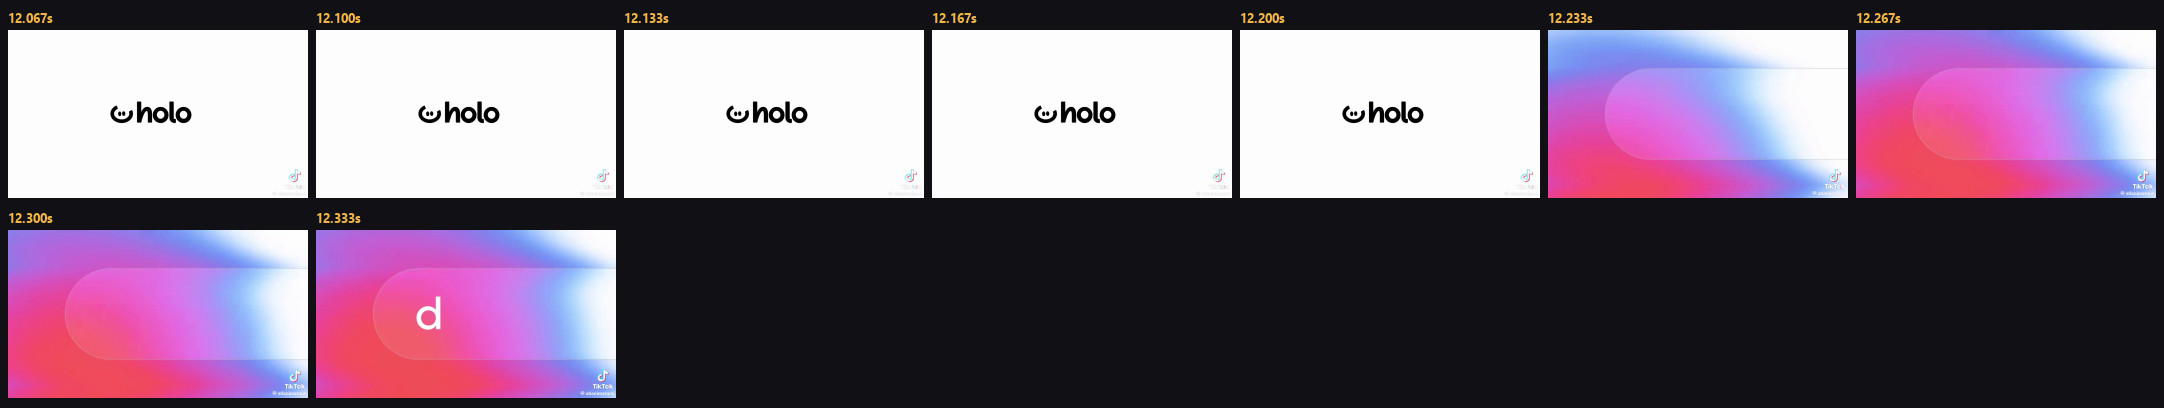 12.067s
12.100s
12.133s
12.167s
12.200s
12.233s
12.267s
holo
holo
holo
holo
holo
TikTok
TikTok
12.300s
12.333s
d
TikTok
TikTok